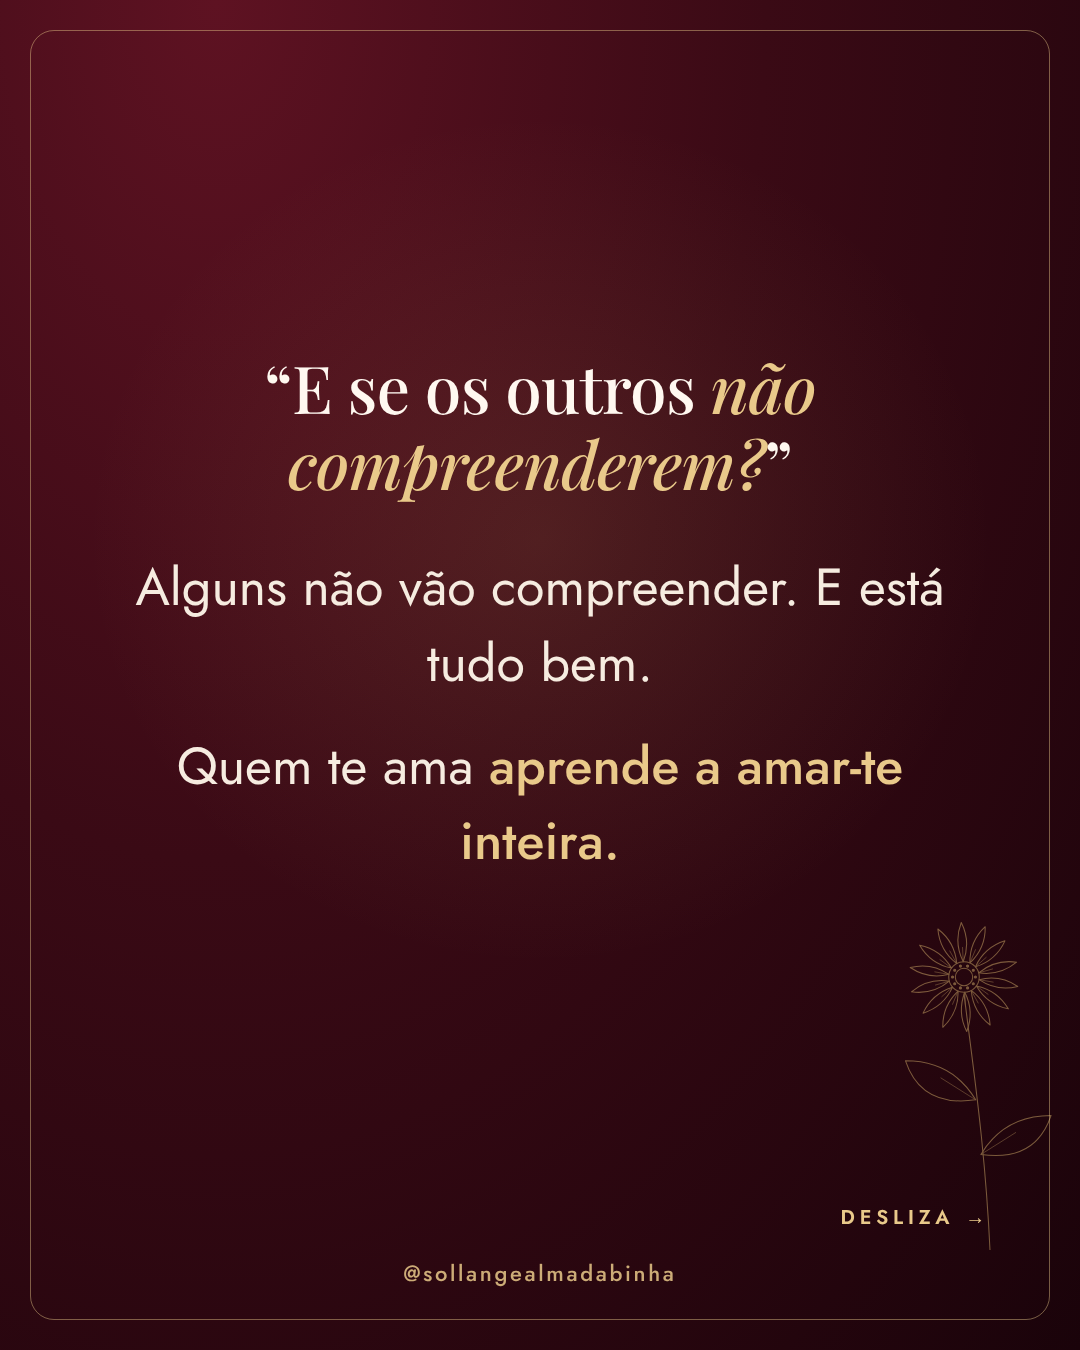 “E se os outros não
compreenderem?”
Alguns não vão compreender. E está
tudo bem.
Quem te ama aprende a amar-te
inteira.
DESLIZA →
@sollangealmadabinha